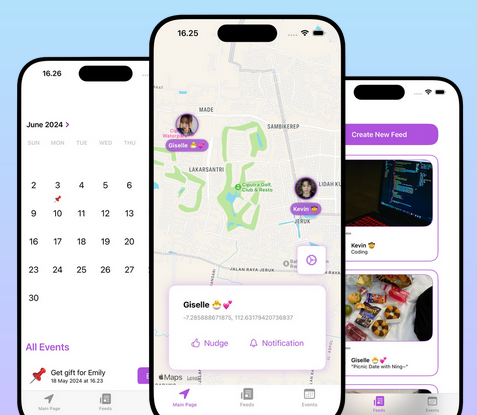 16.26
June 2024 >
SUN MON TUE WED THU
2 3 4 5 6
📌
9 10 11 12 13
16 17 18 19 20
23 24 25 26 27
30
All Events
📌 Get gift for Emily
18 May 2024 at 16.23
Main Page
Feeds
16.25
MADE
SAMBIKEREP
Giselle 🐣💕
LAKARSANTRI
Ciputra Golf,
Club & Resto
LIDAH KU
Kevin 🤠
JERUK
JALAN RAYA JERUK
Giselle 🐣💕
-7.285888671875, 112.63179420736837
Nudge
Notification
Maps
Main Page
Feeds
Events
Create New Feed
Kevin 🤠
Coding
Giselle 🐣💕
"Picnic Date with Ning~"
Feeds
Events